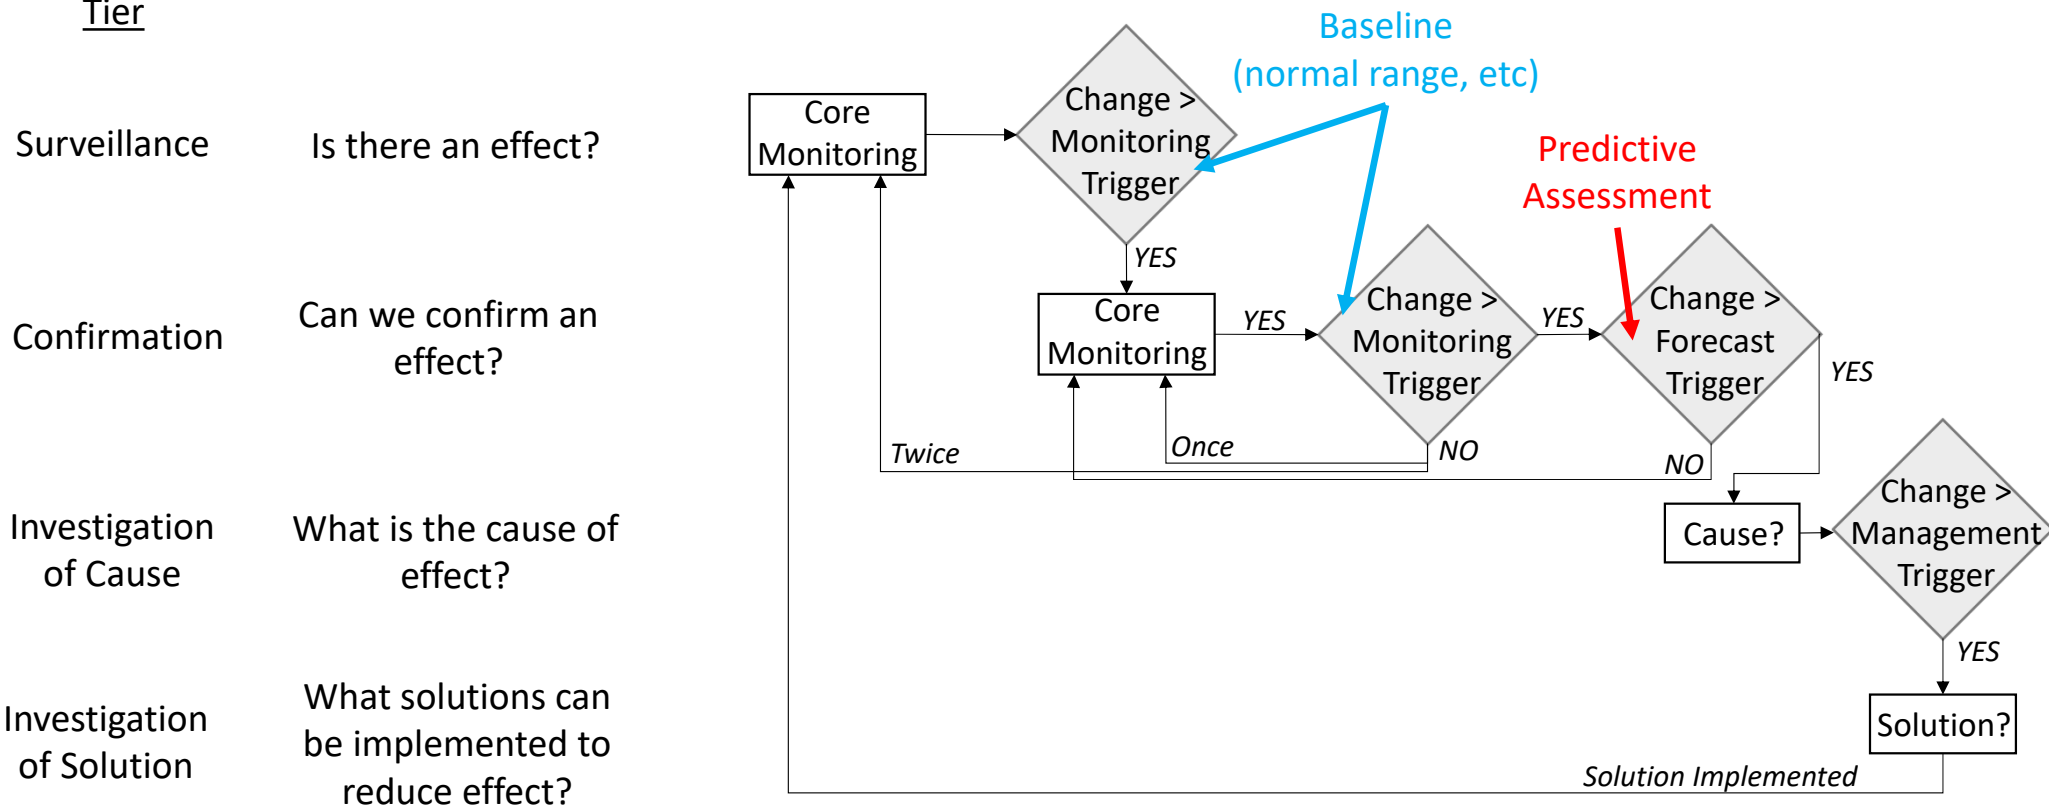 Tier
Surveillance
Is there an effect?
Confirmation
Can we confirm an
effect?
Investigation
of Cause
What is the cause of
effect?
Investigation
of Solution
What solutions can
be implemented to
reduce effect?
Core
Monitoring
Change >
Monitoring
Trigger
Baseline
(normal range, etc)
Predictive
Assessment
YES
Core
Monitoring
YES
Change >
Monitoring
Trigger
YES
Change >
Forecast
Trigger
YES
Twice
Once
NO
NO
Cause?
Change >
Management
Trigger
YES
Solution?
Solution Implemented